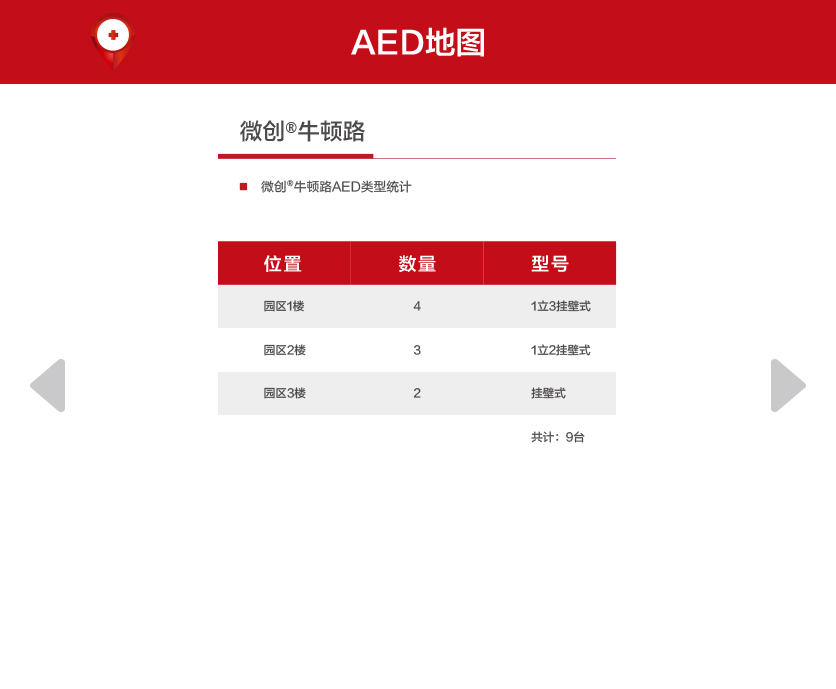 AED地图
微创®牛顿路
微创®牛顿路AED类型统计
位置 数量 型号
园区1楼 4 1立3挂壁式
园区2楼 3 1立2挂壁式
园区3楼 2 挂壁式
共计：9台